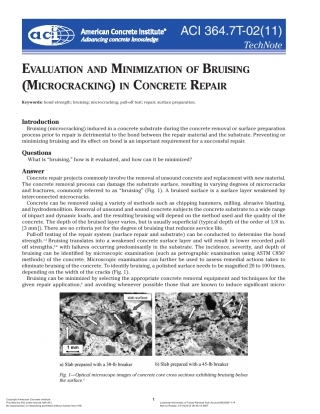 aci American Concrete Institute®
Advancing concrete knowledge
ACI 364.7T-02(11)
TechNote
EVALUATION AND MINIMIZATION OF BRUISING
(MICROCRACKING) IN CONCRETE REPAIR
Keywords: bond strength; bruising; microcracking; pull-off test; repair; surface preparation.
Introduction
Bruising (microcracking) induced in a concrete substrate during the concrete removal or surface preparation
process prior to repair is detrimental to the bond between the repair material and the substrate. Preventing or
minimizing bruising and its effect on bond is an important requirement for a successful repair.
Questions
What is “bruising,” how is it evaluated, and how can it be minimized?
Answer
Concrete repair projects commonly involve the removal of unsound concrete and replacement with new material.
The concrete removal process can damage the substrate surface, resulting in varying degrees of microcracks
and fractures, commonly referred to as “bruising” (Fig. 1). A bruised surface is a surface layer weakened by
interconnected microcracks.
Concrete can be removed using a variety of methods such as chipping hammers, milling, abrasive blasting,
and hydrodemolition. Removal of unsound and sound concrete subjects the concrete substrate to a wide range
of impact and dynamic loads, and the resulting bruising will depend on the method used and the quality of the
concrete. The depth of the bruised layer varies, but is usually superficial (typical depth of the order of 1/8 in.
[3 mm]). There are no criteria yet for the degree of bruising that reduces service life.
Pull-off testing of the repair system (surface repair and substrate) can be conducted to determine the bond
strength. Bruising translates into a weakened concrete surface layer and will result in lower recorded pull-
off strengths, with failures occurring predominantly in the substrate. The incidence, severity, and depth of
bruising can be identified by microscopic examination (such as petrographic examination using ASTM C856
methods) of the concrete. Microscopic examination can further be used to assess remedial actions taken to
eliminate bruising of the concrete. To identify bruising, a polished surface needs to be magnified 20 to 100 times,
depending on the width of the cracks (Fig. 1).
Bruising can be minimized by selecting the appropriate concrete removal equipment and techniques for the
given repair application, and avoiding whenever possible those that are known to induce significant micro-
slab surface
1 mm
a) Slab prepared with a 30-lb breaker
b) Slab prepared with a 45-lb breaker
Fig. 1—Optical microscope images of concrete core cross sections exhibiting bruising below
the surface.
1